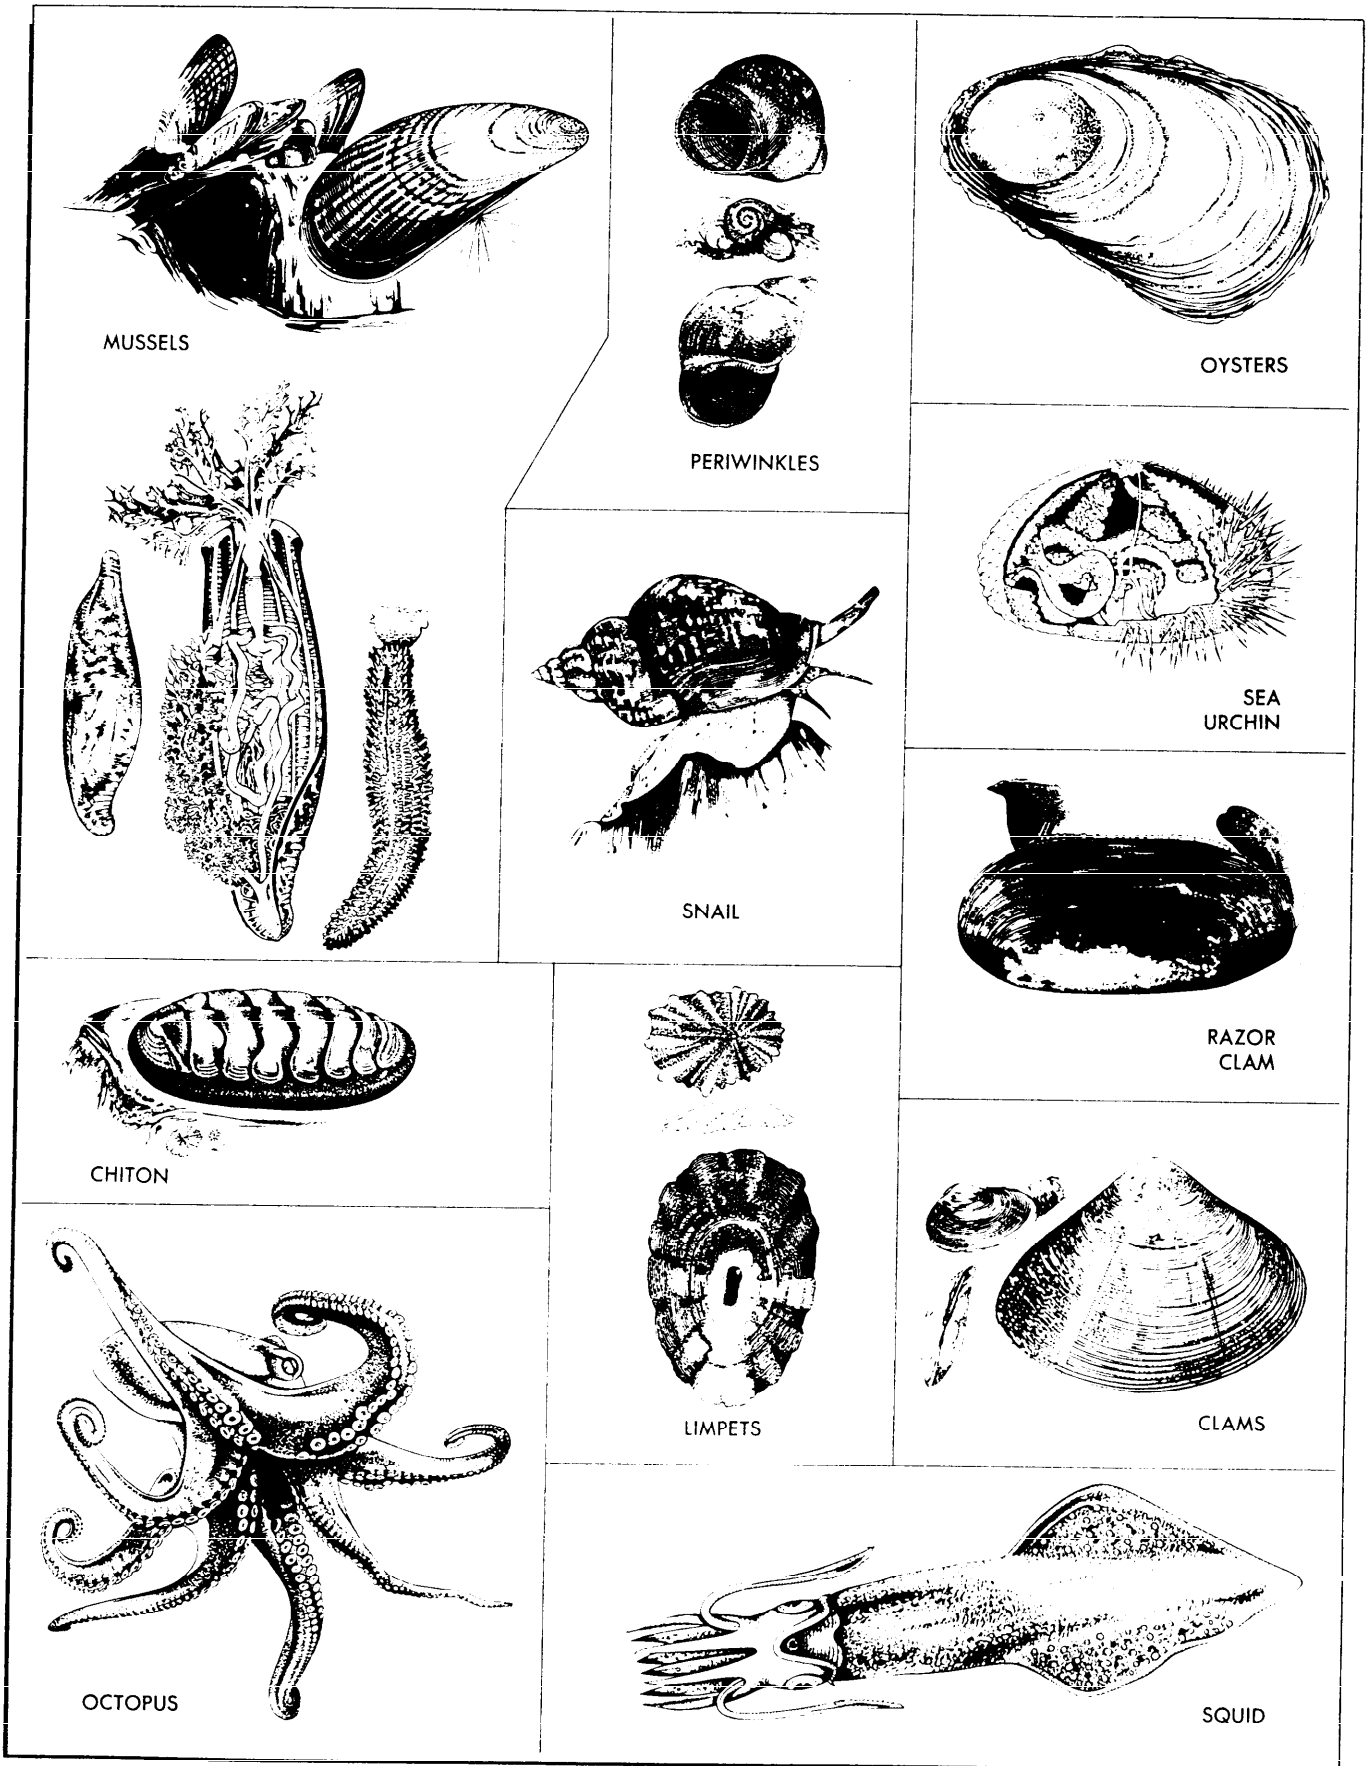 MUSSELS
PERIWINKLES
OYSTERS
SEA
URCHIN
SNAIL
RAZOR
CLAM
CHITON
LIMPETS
CLAMS
OCTOPUS
SQUID